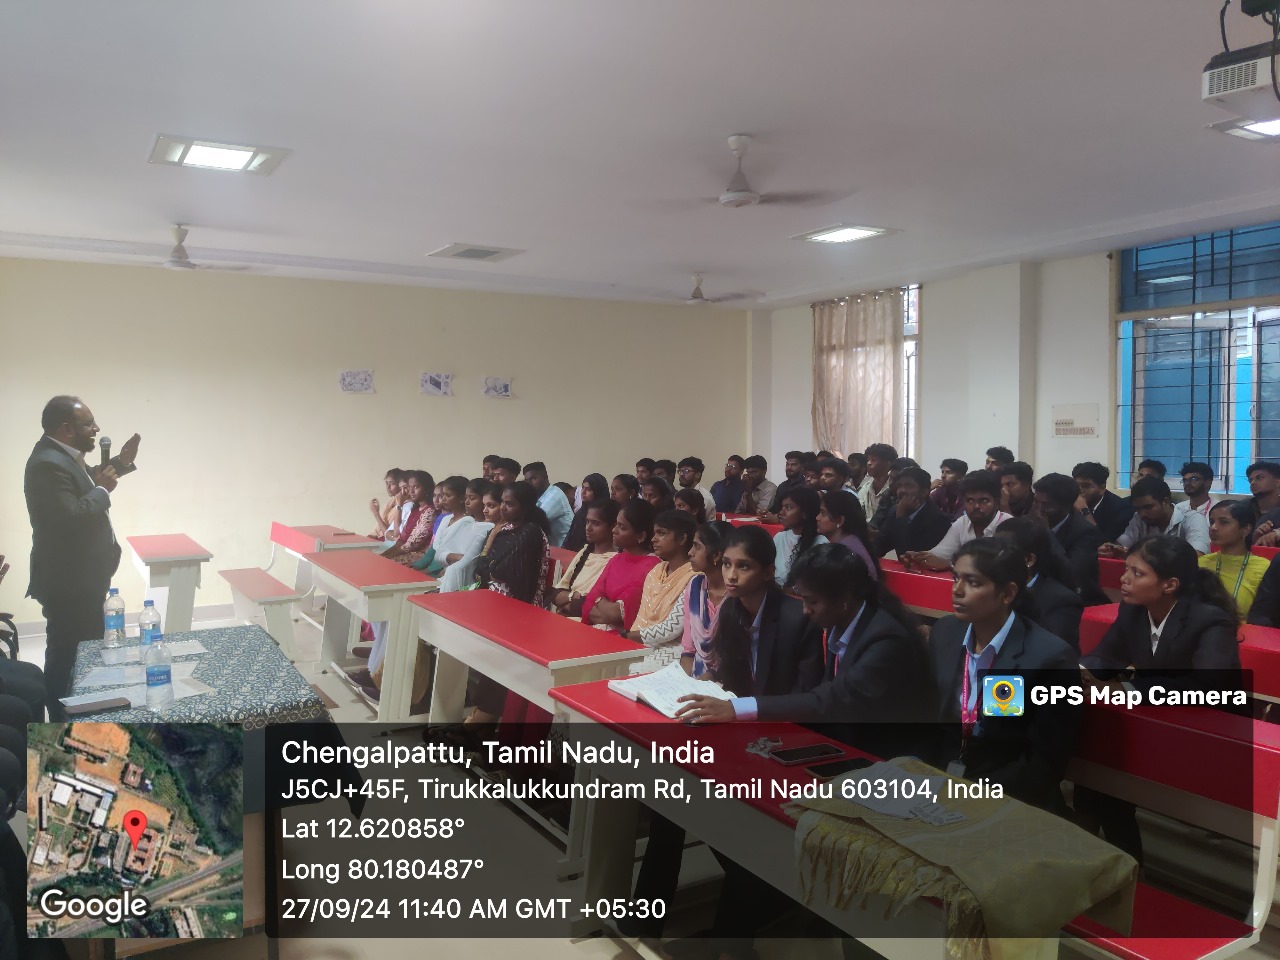 GPS Map Camera
Chengalpattu, Tamil Nadu, India
J5CJ+45F, Tirukkalukkundram Rd, Tamil Nadu 603104, India
Lat 12.620858°
Long 80.180487°
27/09/24 11:40 AM GMT +05:30
Google